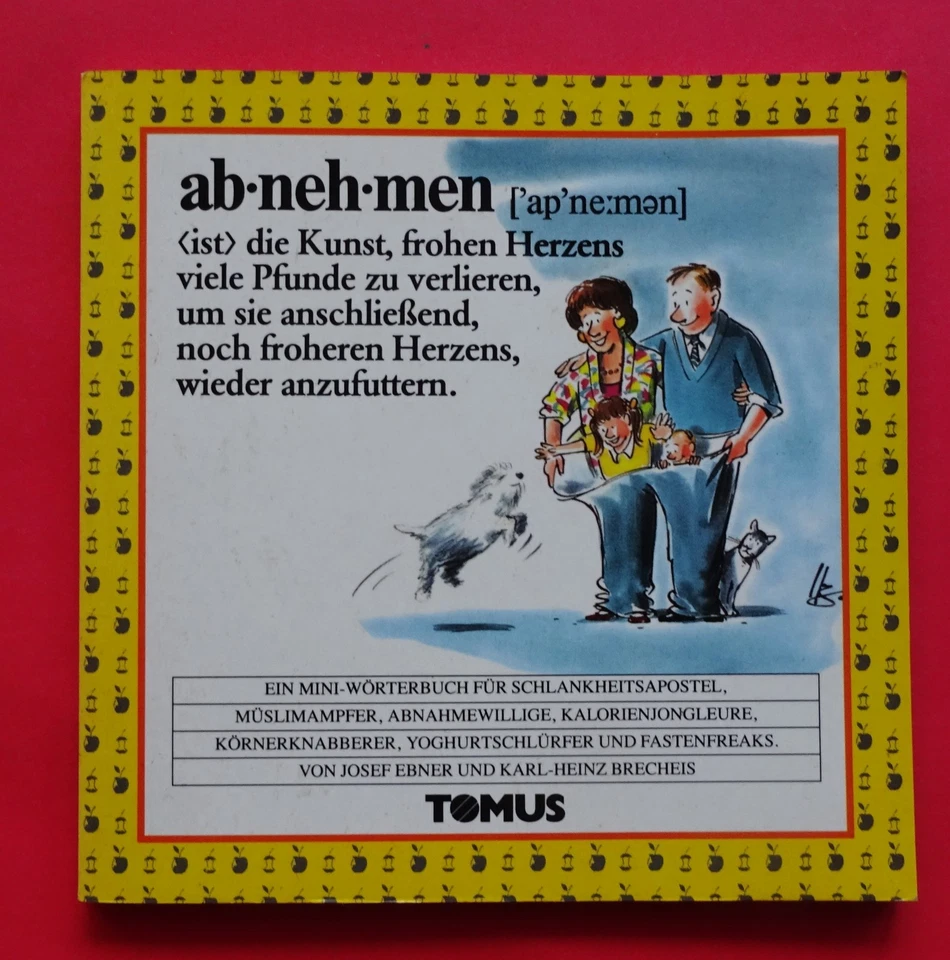 ab·neh·men ['ap'ne:mən]
〈ist〉 die Kunst, frohen Herzens
viele Pfunde zu verlieren,
um sie anschließend,
noch froheren Herzens,
wieder anzufuttern.
EIN MINI-WÖRTERBUCH FÜR SCHLANKHEITSAPOSTEL,
MÜSLIMAMPFER, ABNAHMEWILLIGE, KALORIENJONGLEURE,
KÖRNERKNABBERER, YOGHURTSCHLÜRFER UND FASTENFREAKS.
VON JOSEF EBNER UND KARL-HEINZ BRECHEIS
TOMUS